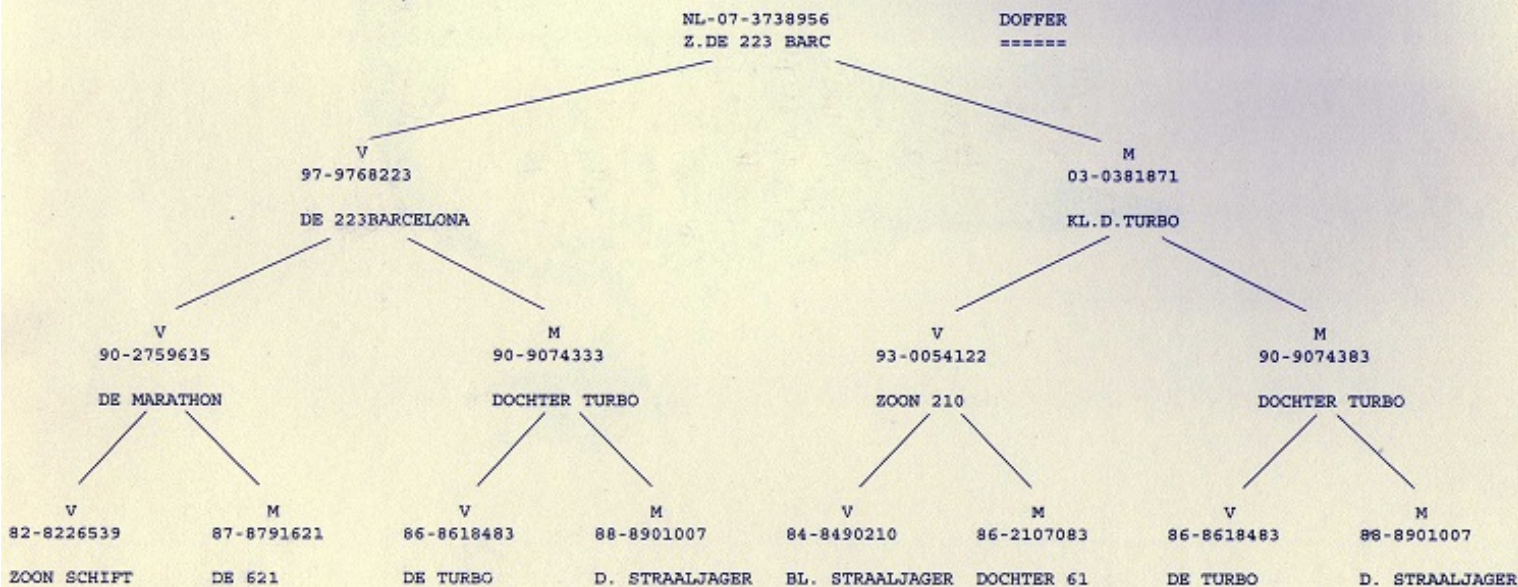 NL-07-3738956 DOFFER
Z.DE 223 BARC ======
V M
97-9768223 03-0381871
DE 223BARCELONA KL.D.TURBO
V M V M
90-2759635 90-9074333 93-0054122 90-9074383
DE MARATHON DOCHTER TURBO ZOON 210 DOCHTER TURBO
V M V M V M V M
82-8226539 87-8791621 86-8618483 88-8901007 84-8490210 86-2107083 86-8618483 88-8901007
ZOON SCHIFT DE 621 DE TURBO D. STRAALJAGER BL. STRAALJAGER DOCHTER 61 DE TURBO D. STRAALJAGER